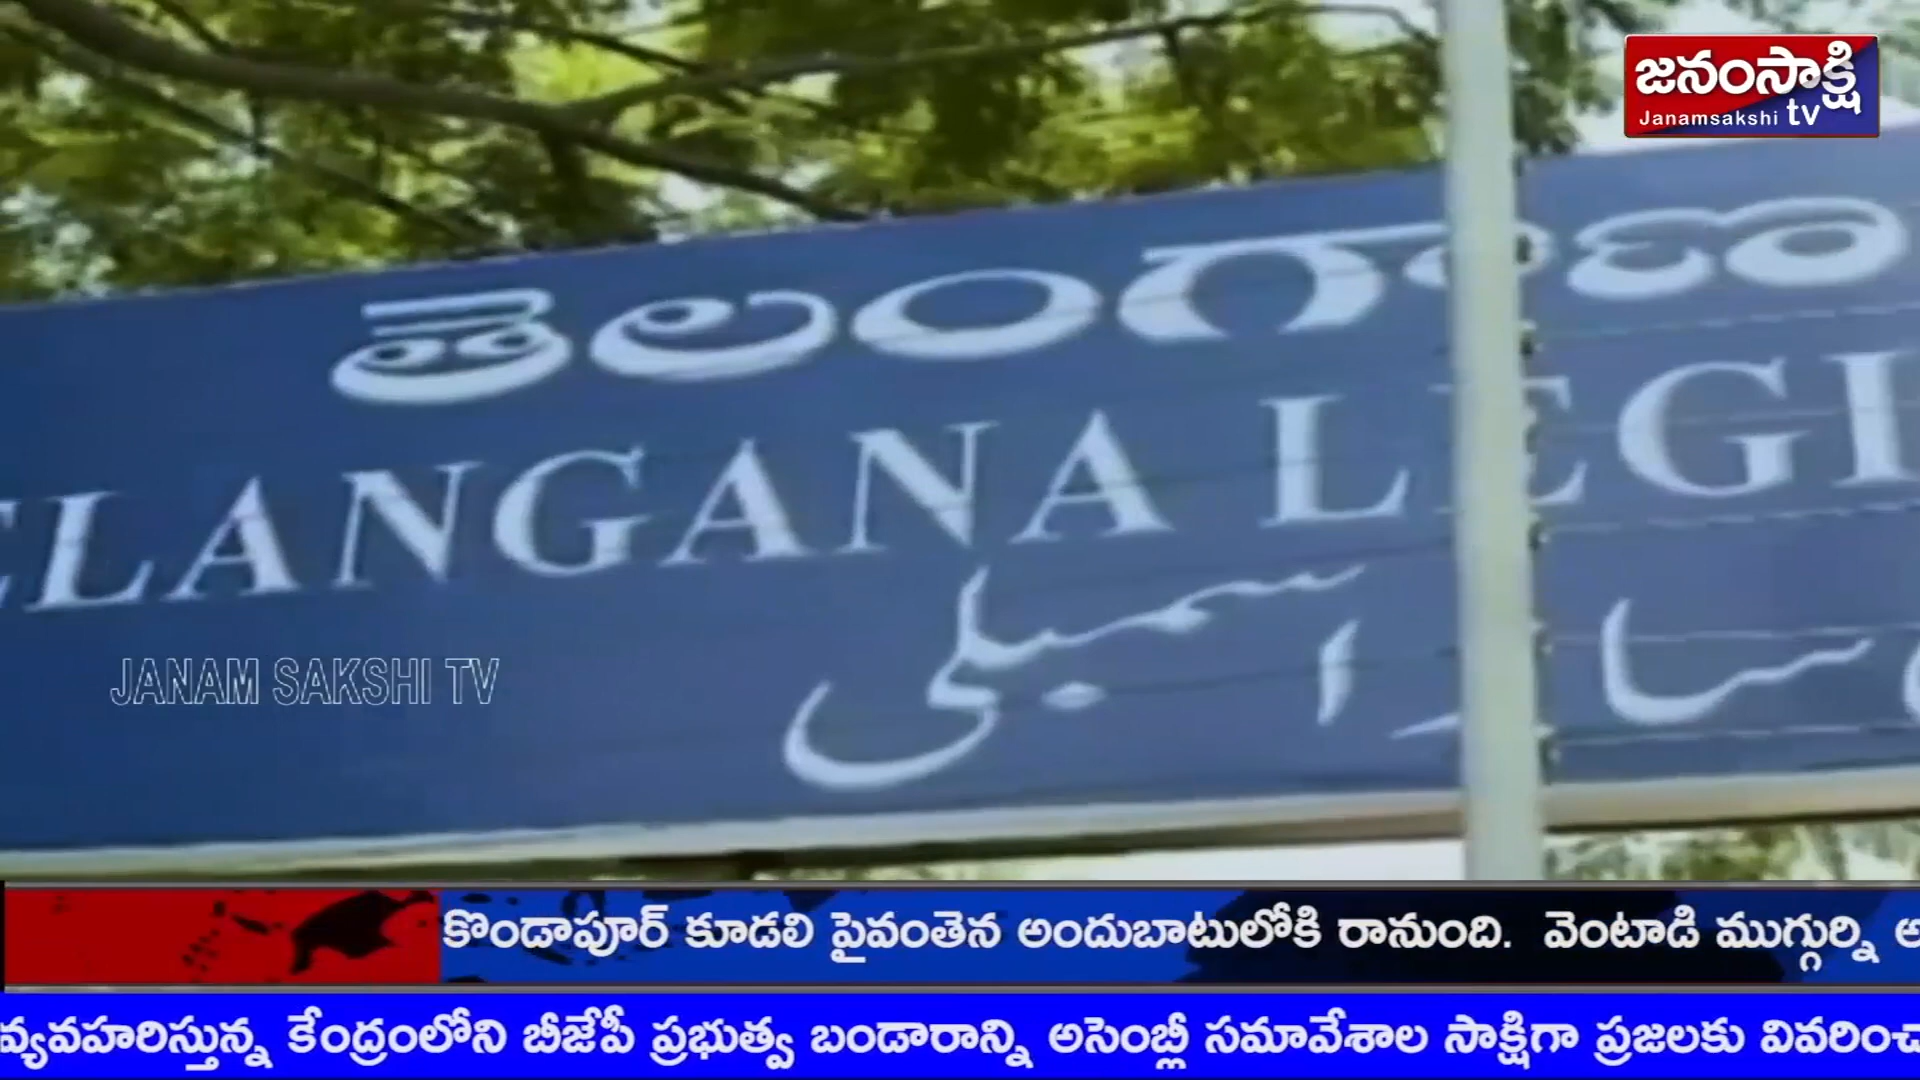 జనంసాక్షి
Janamsakshi tv
తెలంగాణా
ELANGANA LEGI
اسمبلی
JANAM SAKSHI TV
కొండాపూర్ కూడలి పైవంతెన అందుబాటులోకి రానుంది. వెంటాడి ముగ్గుర్ని
వ్యవహరిస్తున్న కేంద్రంలోని బీజేపీ ప్రభుత్వ బండారాన్ని అసెంబ్లీ సమావేశాల సాక్షిగా ప్రజలకు వివరించా